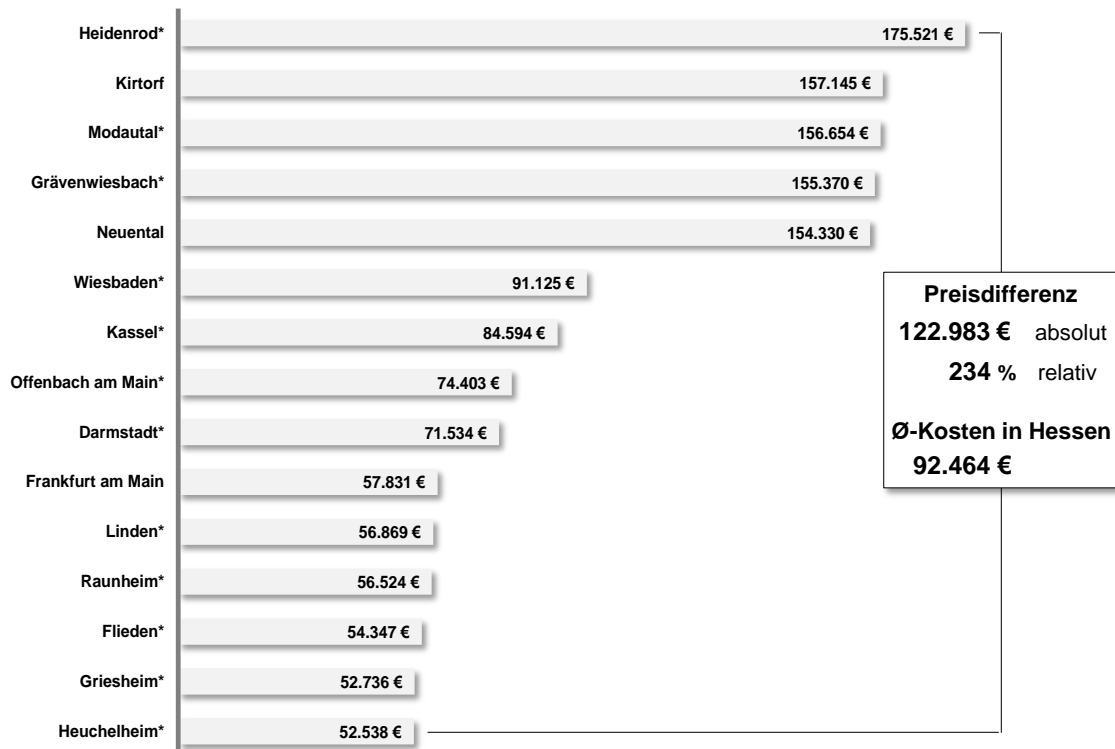 Heidenrod* 175.521 €
Kirtorf 157.145 €
Modautal* 156.654 €
Grävenwiesbach* 155.370 €
Neuental 154.330 €
Wiesbaden* 91.125 €
Kassel* 84.594 €
Offenbach am Main* 74.403 €
Darmstadt* 71.534 €
Frankfurt am Main 57.831 €
Linden* 56.869 €
Raunheim* 56.524 €
Flieden* 54.347 €
Griesheim* 52.736 €
Heuchelheim* 52.538 €
Preisdifferenz
122.983 € absolut
234 % relativ
Ø-Kosten in Hessen
92.464 €